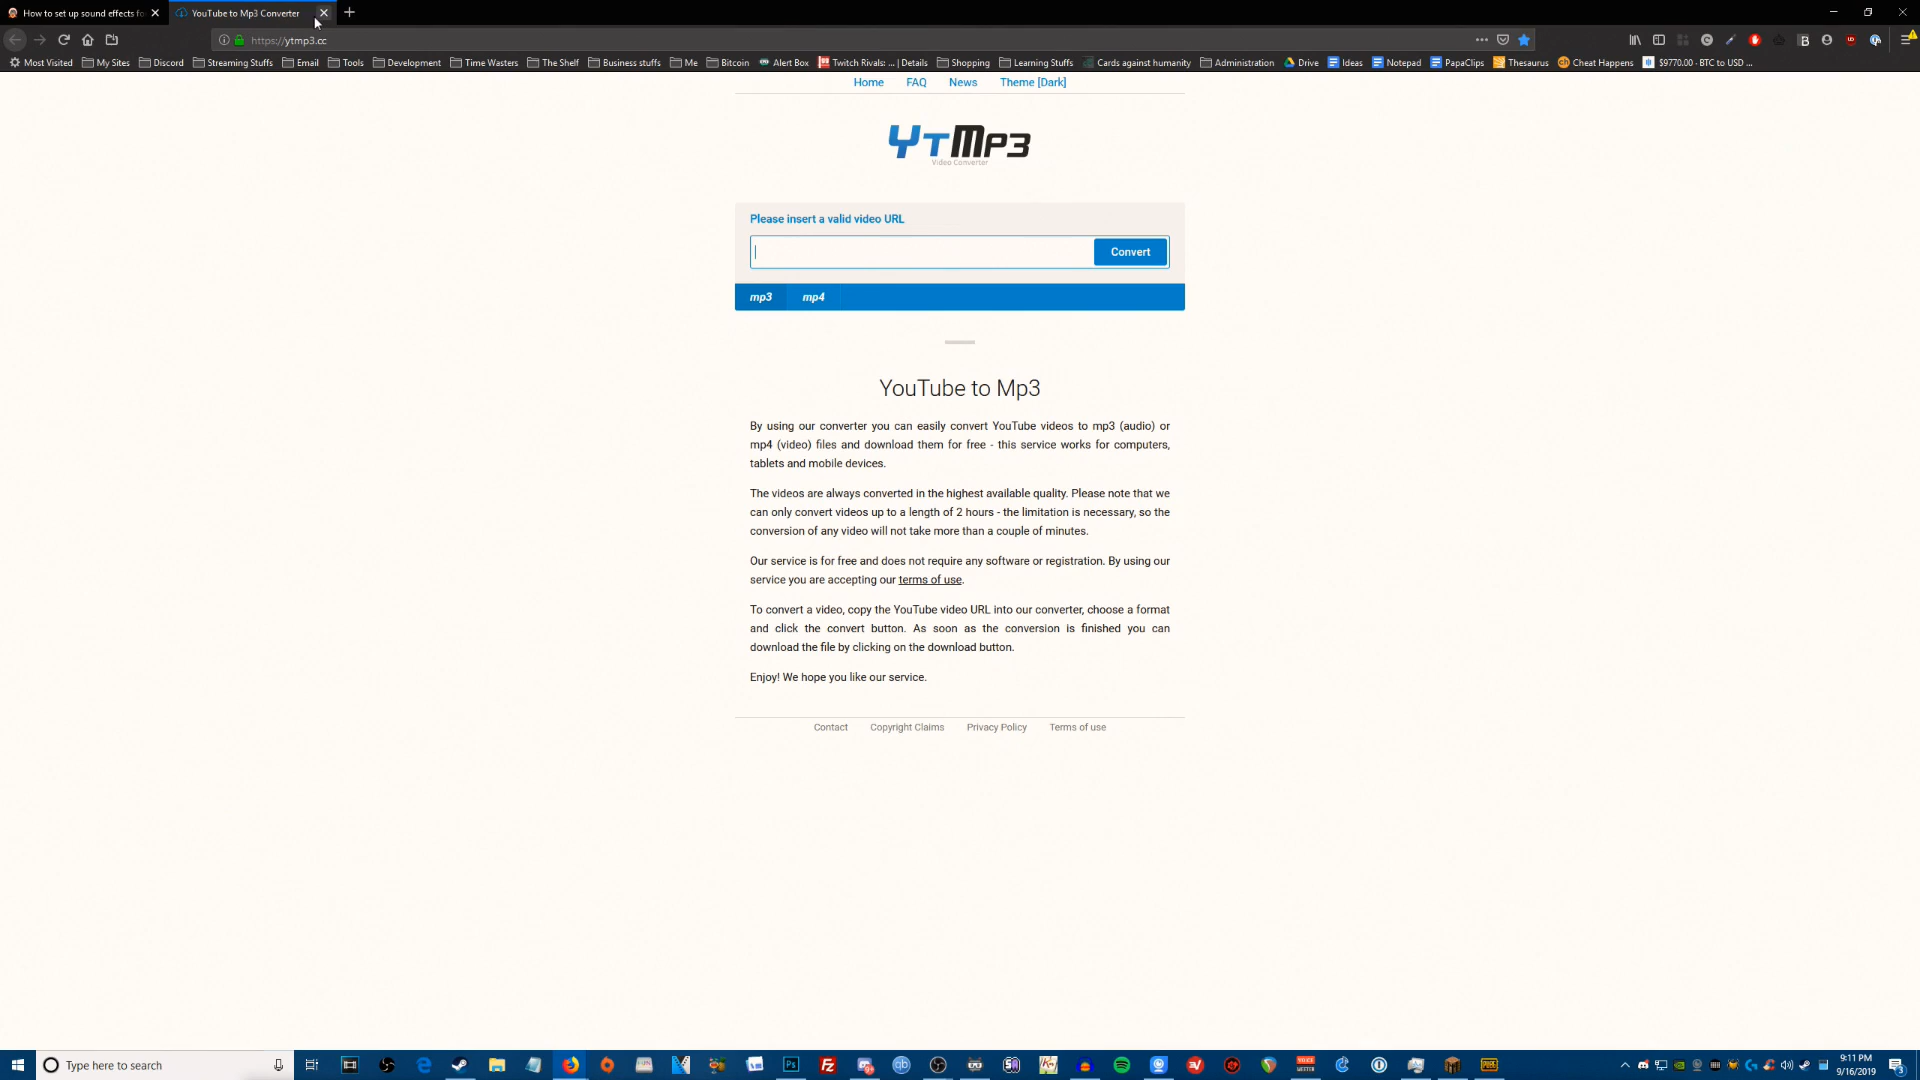 How to set up sound effects fo
YouTube to Mp3 Converter
https://ytmp3.cc
Most Visited
My Sites
Discord
Streaming Stuffs
Email
Tools
Development
Time Wasters
The Shelf
Business stuffs
Me
Bitcoin
Alert Box
Twitch Rivals: ... | Details
Shopping
Learning Stuffs
Cards against humanity
Administration
Drive
Ideas
Notepad
PapaClips
Thesaurus
Cheat Happens
$9770.00 - BTC to USD ...
Home FAQ News Theme [Dark]
YTMP3
Video Converter
Please insert a valid video URL
Convert
mp3 mp4
YouTube to Mp3
By using our converter you can easily convert YouTube videos to mp3 (audio) or
mp4 (video) files and download them for free - this service works for computers,
tablets and mobile devices.
The videos are always converted in the highest available quality. Please note that we
can only convert videos up to a length of 2 hours - the limitation is necessary, so the
conversion of any video will not take more than a couple of minutes.
Our service is for free and does not require any software or registration. By using our
service you are accepting our terms of use.
To convert a video, copy the YouTube video URL into our converter, choose a format
and click the convert button. As soon as the conversion is finished you can
download the file by clicking on the download button.
Enjoy! We hope you like our service.
Contact Copyright Claims Privacy Policy Terms of use
Type here to search
9:11 PM
9/16/2019